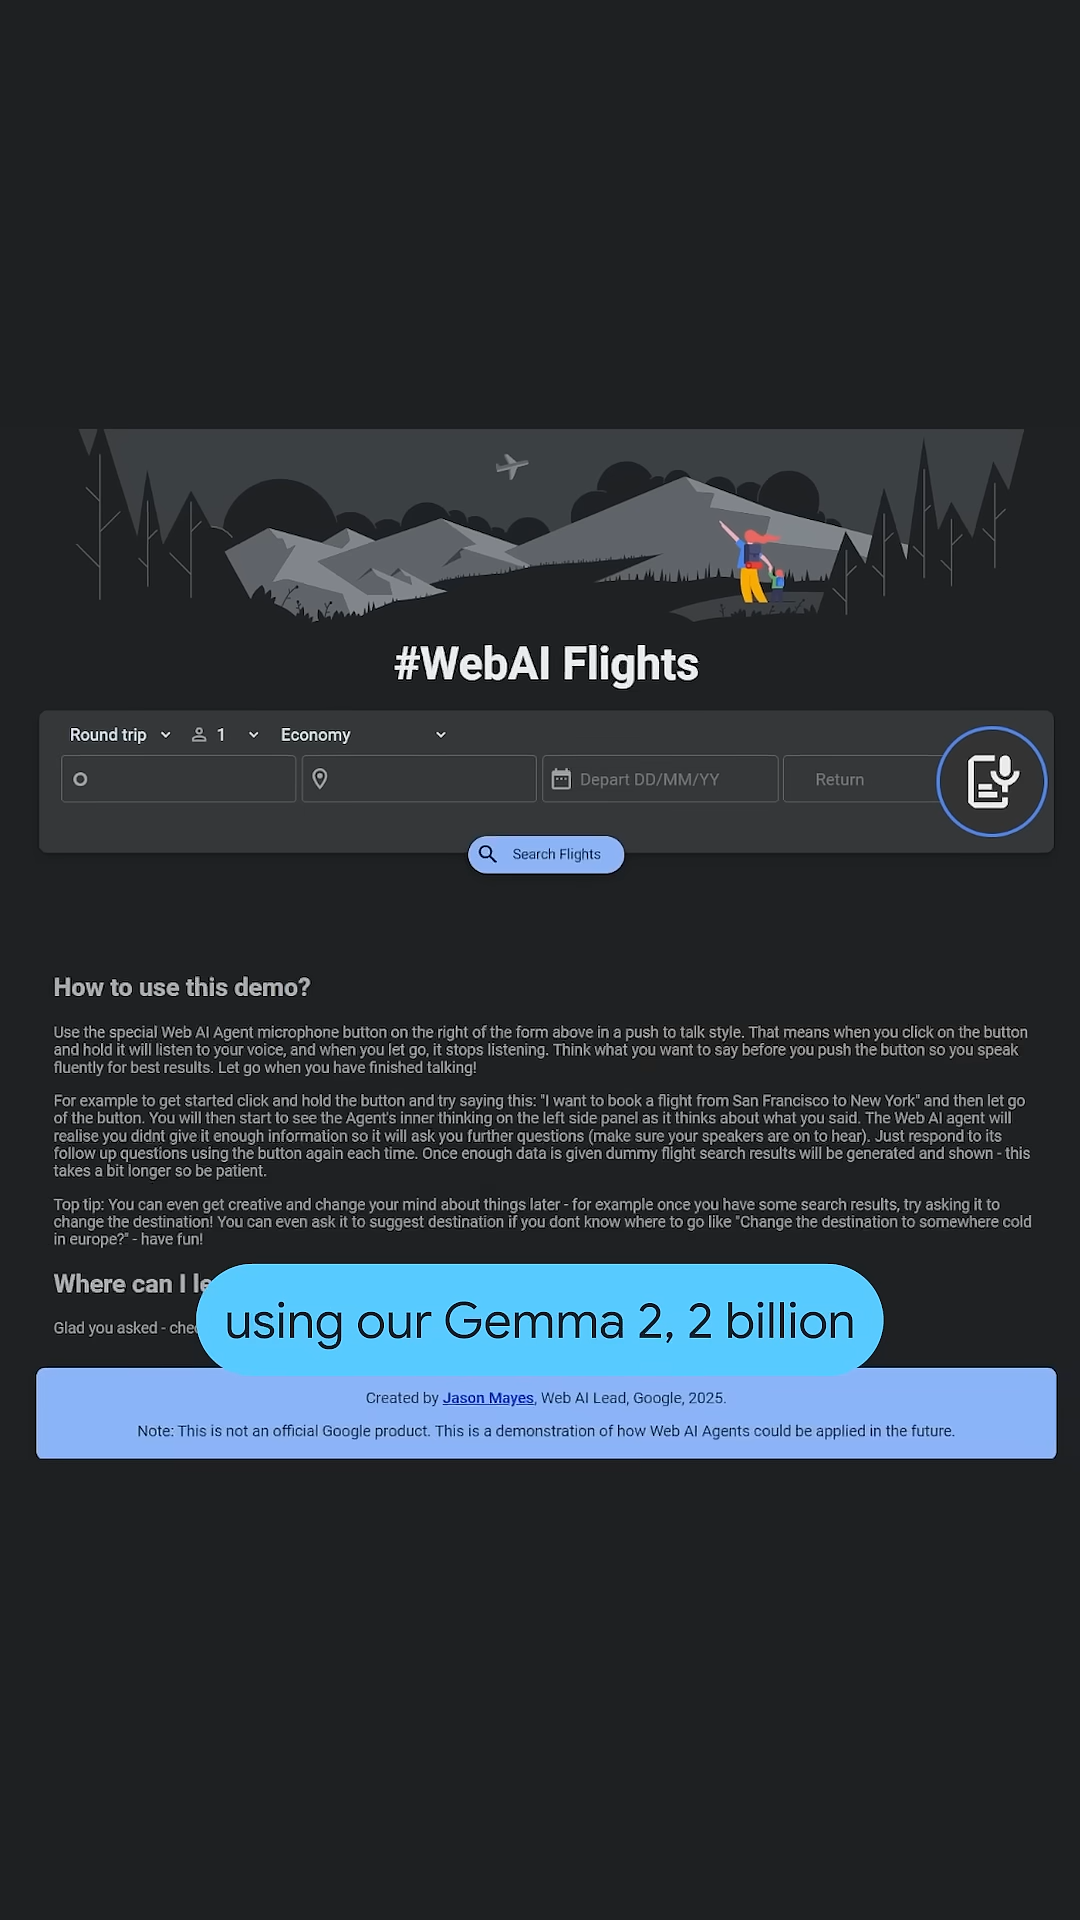 #WebAI Flights
Round trip 1 Economy
Depart DD/MM/YY Return
Search Flights
How to use this demo?
Use the special Web AI Agent microphone button on the right of the form above in a push to talk style. That means when you click on the button
and hold it will listen to your voice, and when you let go, it stops listening. Think what you want to say before you push the button so you speak
fluently for best results. Let go when you have finished talking!
For example to get started click and hold the button and try saying this: "I want to book a flight from San Francisco to New York" and then let go
of the button. You will then start to see the Agent's inner thinking on the left side panel as it thinks about what you said. The Web AI agent will
realise you didnt give it enough information so it will ask you further questions (make sure your speakers are on to hear). Just respond to its
follow up questions using the button again each time. Once enough data is given dummy flight search results will be generated and shown - this
takes a bit longer so be patient.
Top tip: You can even get creative and change your mind about things later - for example once you have some search results, try asking it to
change the destination! You can even ask it to suggest destination if you dont know where to go like "Change the destination to somewhere cold
in europe?" - have fun!
Where can I
using our Gemma 2, 2 billion
Glad you asked -
Created by Jason Mayes, Web AI Lead, Google, 2025.
Note: This is not an official Google product. This is a demonstration of how Web AI Agents could be applied in the future.